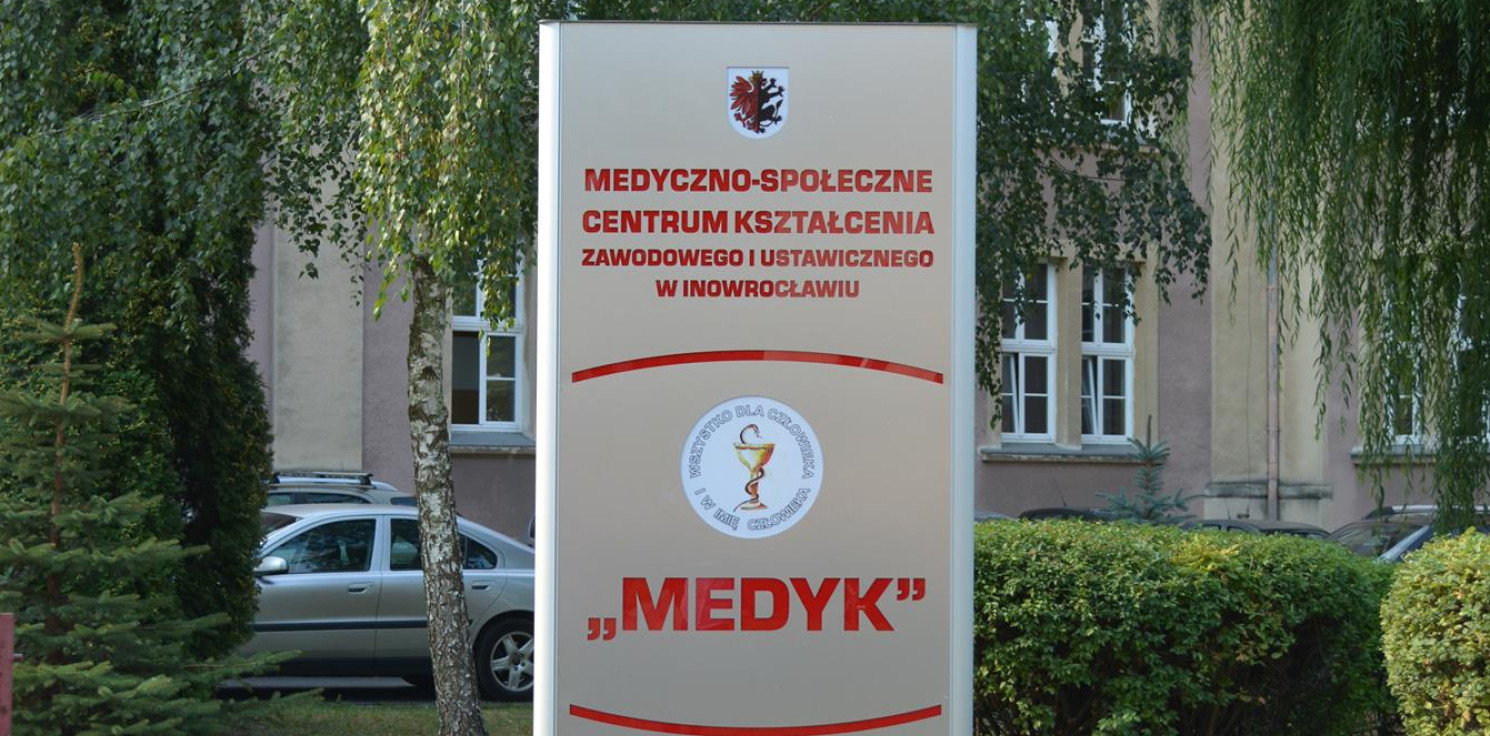 MEDYCZNO-SPOŁECZNE
CENTRUM KSZTAŁCENIA
ZAWODOWEGO I USTAWICZNEGO
W INOWROCŁAWIU
WSZYSTKO DLA CZŁOWIEKA
I W IMIĘ CZŁOWIEKA
„MEDYK”